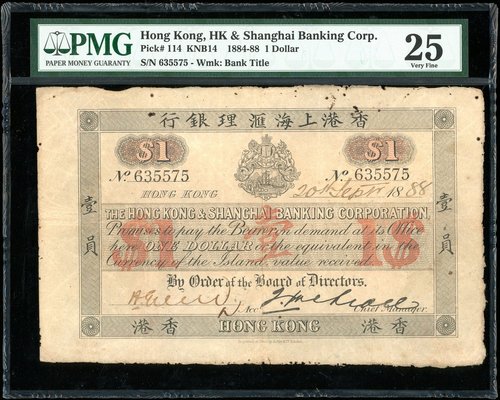 PMG
PAPER MONEY GUARANTY
Hong Kong, HK & Shanghai Banking Corp.
Pick# 114 KNB14 1884-88 1 Dollar
S/N 635575 - Wmk: Bank Title
25
Very Fine
行銀理滙海上港香
$1 $1
No 635575 No 635575
HONG KONG 20th Sept 1888
壹員 壹員
THE HONG KONG & SHANGHAI BANKING CORPORATION,
Promises to pay the Bearer on demand at its Office
here ONE DOLLAR or the equivalent in the
Currency of the Island, value received.
$1 壹 $1
By Order of the Board of Directors.
Acc
Chief Manager.
港香 HONG KONG 香港